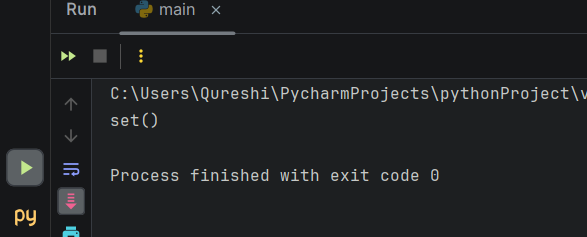 Run main
C:\Users\Qureshi\PycharmProjects\pythonProject\v
set()
Process finished with exit code 0
py